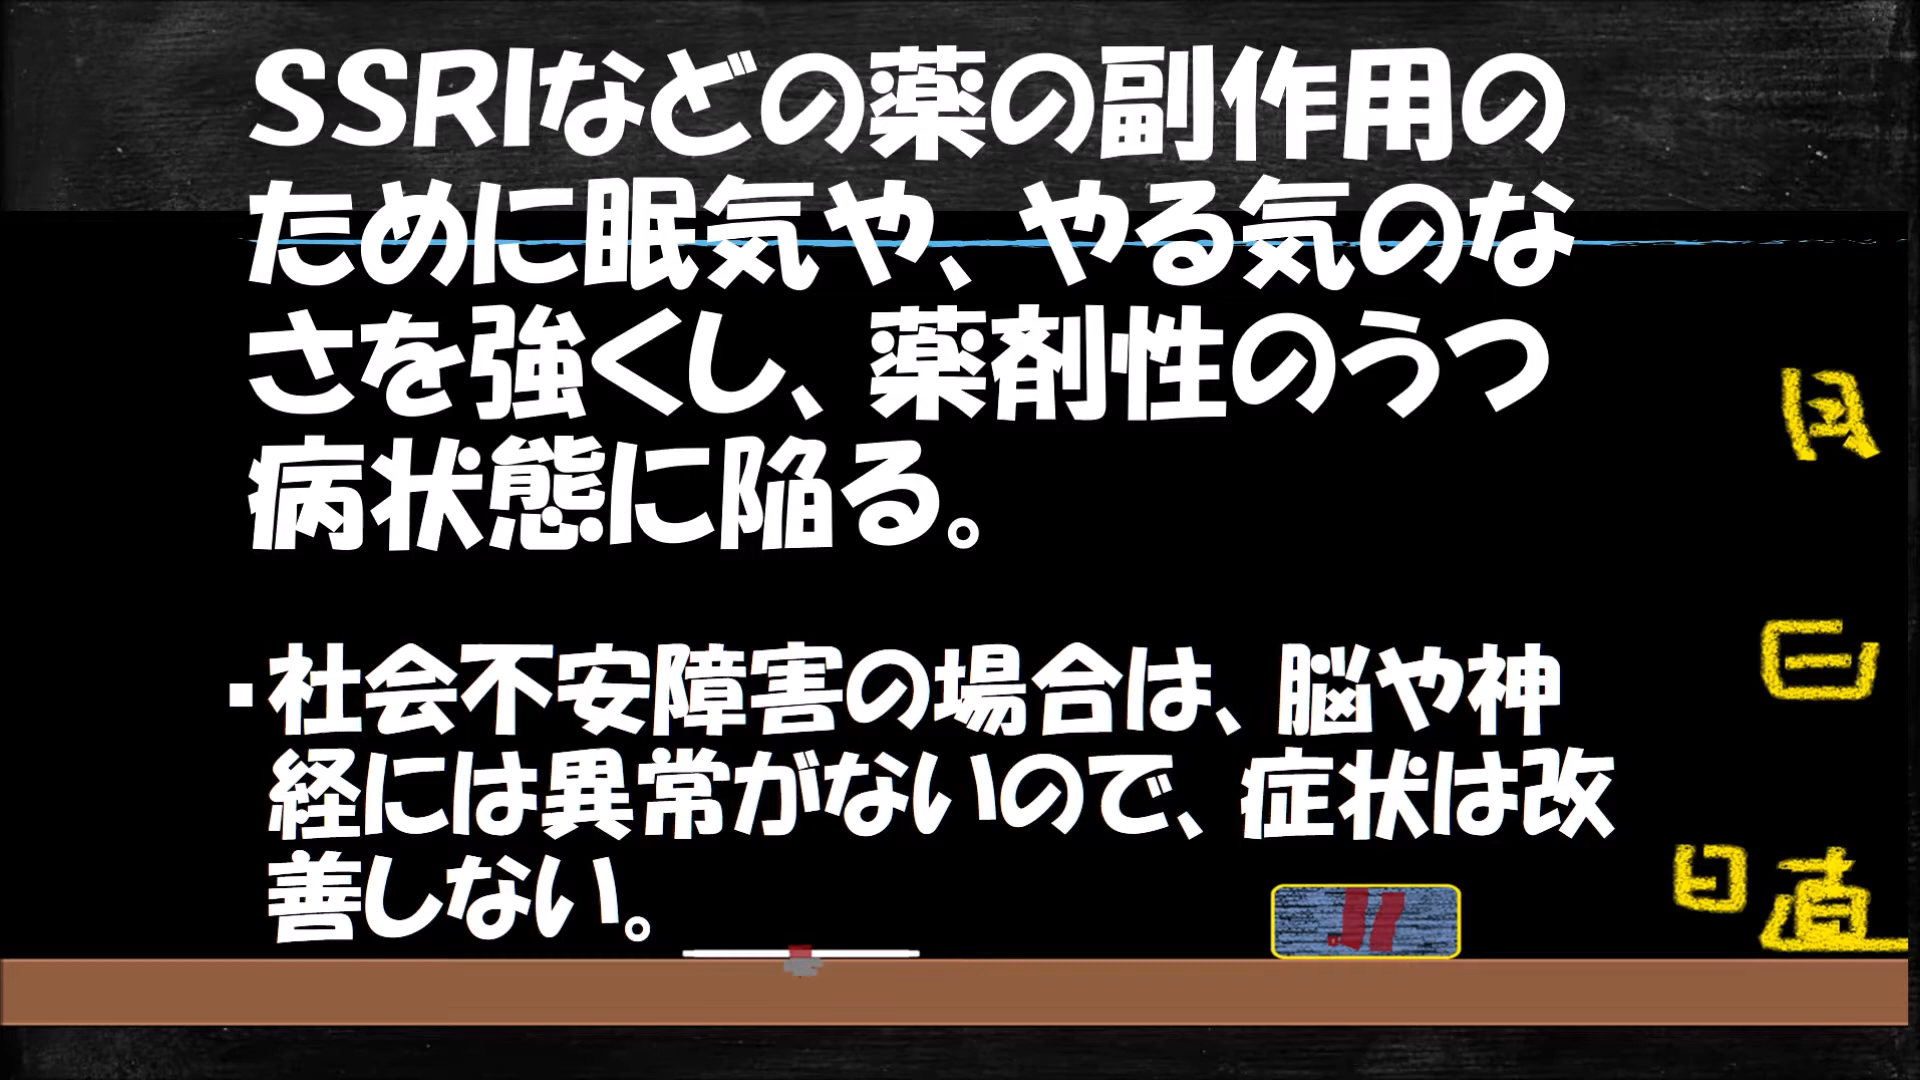 SSRIなどの薬の副作用の
ために眠気や、やる気のな
さを強くし、薬剤性のうつ
病状態に陥る。
▪社会不安障害の場合は、脳や神
経には異常がないので、症状は改
善しない。
月
日
日直